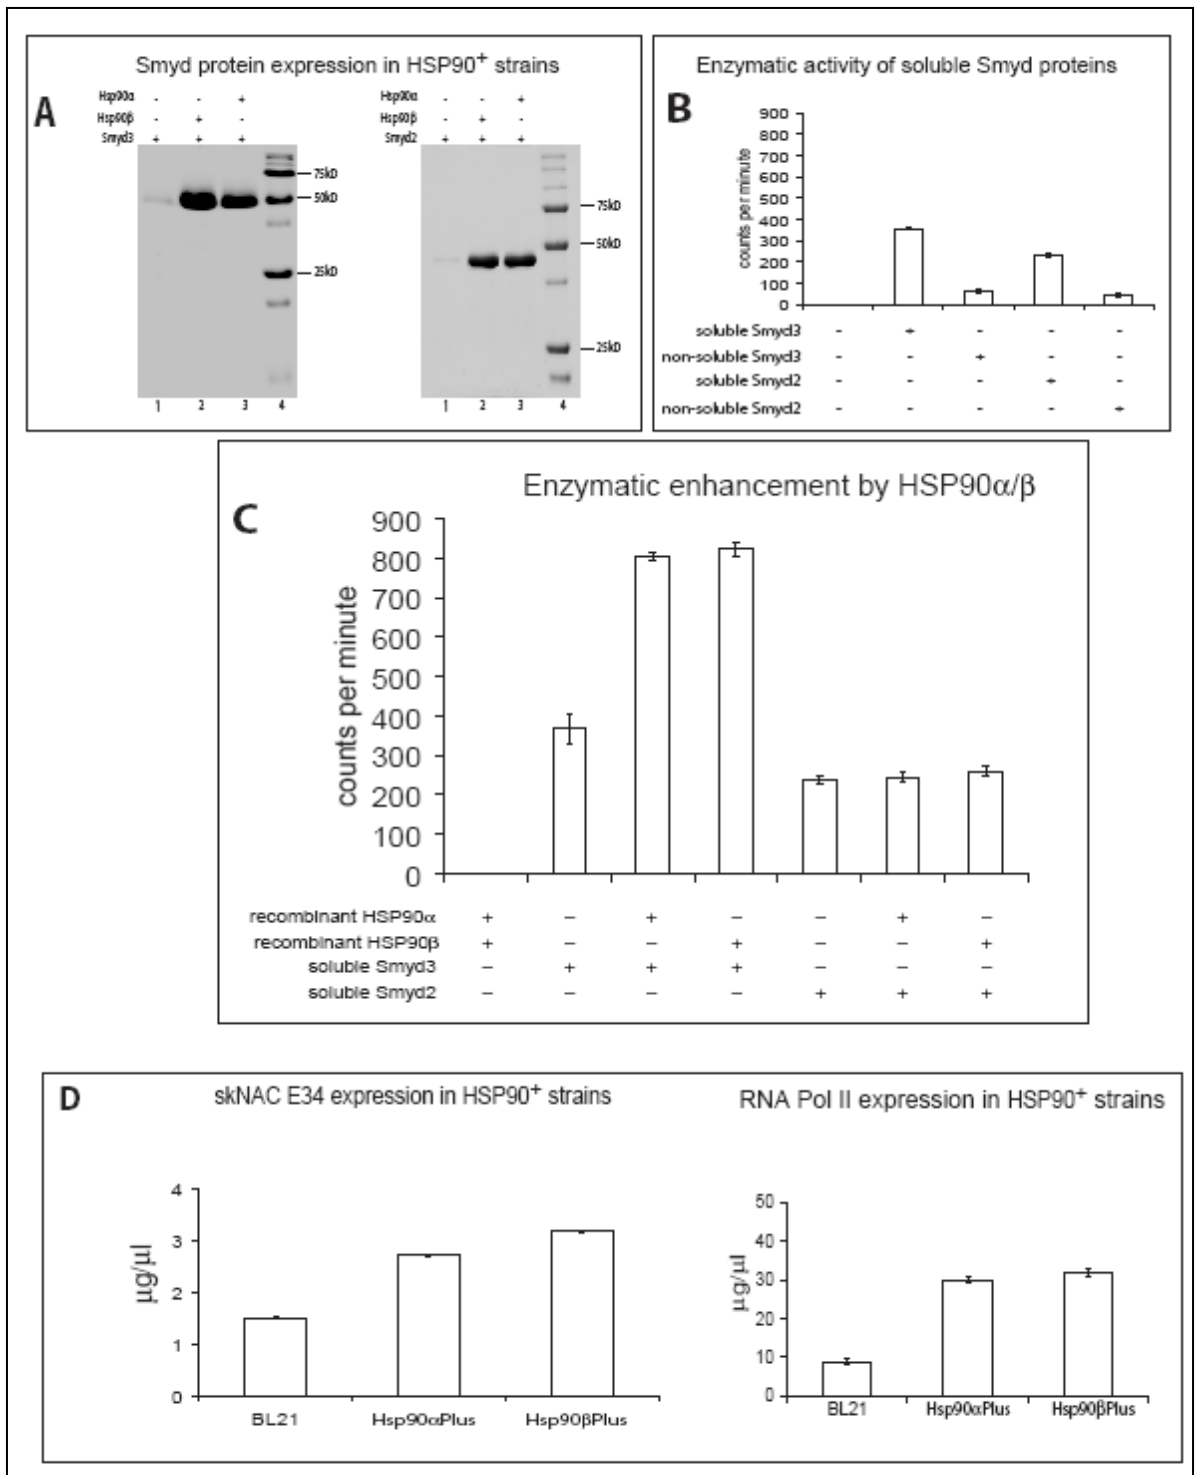 Smyd protein expression in HSP90+ strains
A
Hsp90α - - +
Hsp90β - + -
Smyd3 + + +
75kD
50kD
25kD
1 2 3 4
Hsp90α - - +
Hsp90β - + -
Smyd2 + + +
75kD
50kD
25kD
1 2 3 4
Enzymatic activity of soluble Smyd proteins
B
counts per minute
900
800
700
600
500
400
300
200
100
0
soluble Smyd3 - + - - -
non-soluble Smyd3 - - + - -
soluble Smyd2 - - - + -
non-soluble Smyd2 - - - - +
Enzymatic enhancement by HSP90α/β
C
counts per minute
900
800
700
600
500
400
300
200
100
0
recombinant HSP90α + − + − − + −
recombinant HSP90β + − − + − − +
soluble Smyd3 − + + + − − −
soluble Smyd2 − − − − + + +
D
skNAC E34 expression in HSP90+ strains
µg/µl
4
3
2
1
0
BL21 Hsp90αPlus Hsp90βPlus
RNA Pol II expression in HSP90+ strains
µg/µl
50
40
30
20
10
0
BL21 Hsp90αPlus Hsp90βPlus